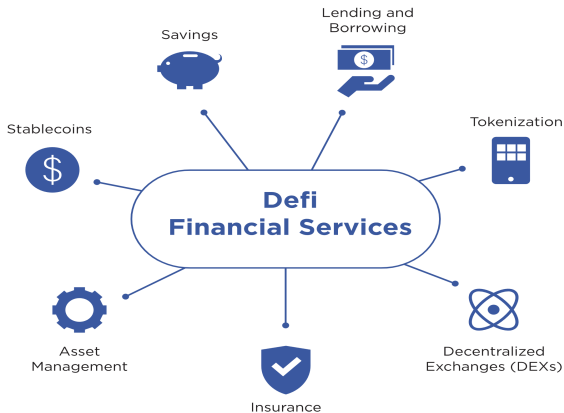 Lending and
Borrowing
Savings
$
Stablecoins
$
Tokenization
Defi
Financial Services
Asset
Management
Decentralized
Exchanges (DEXs)
Insurance